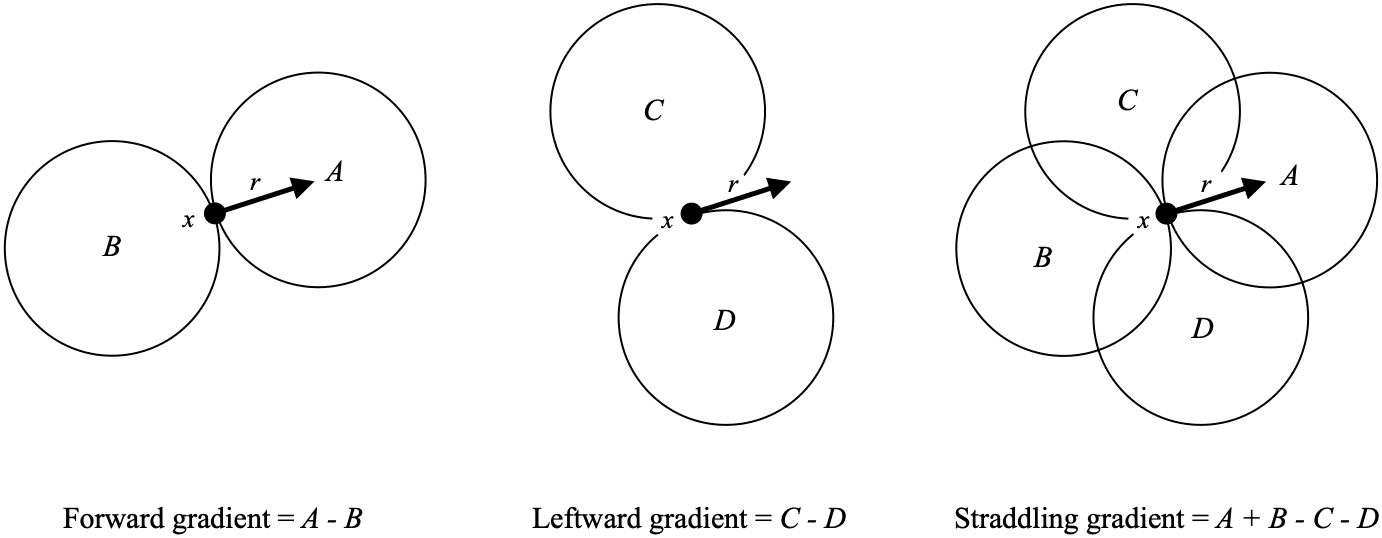 B
x
r
A
Forward gradient = A - B
C
r
x
D
Leftward gradient = C - D
C
A
r
x
B
D
Straddling gradient = A + B - C - D